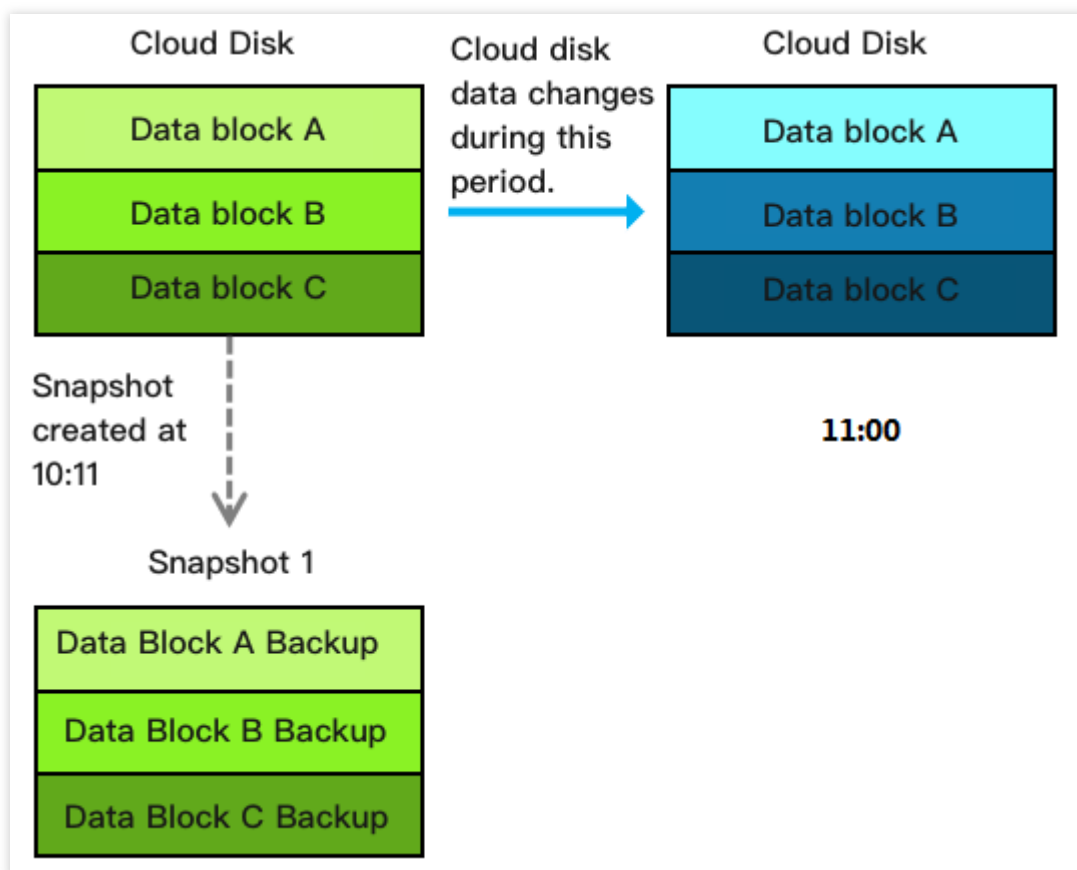 Cloud Disk
Data block A
Data block B
Data block C
Cloud disk
data changes
during this
period.
Cloud Disk
Data block A
Data block B
Data block C
Snapshot
created at
10:11
11:00
Snapshot 1
Data Block A Backup
Data Block B Backup
Data Block C Backup